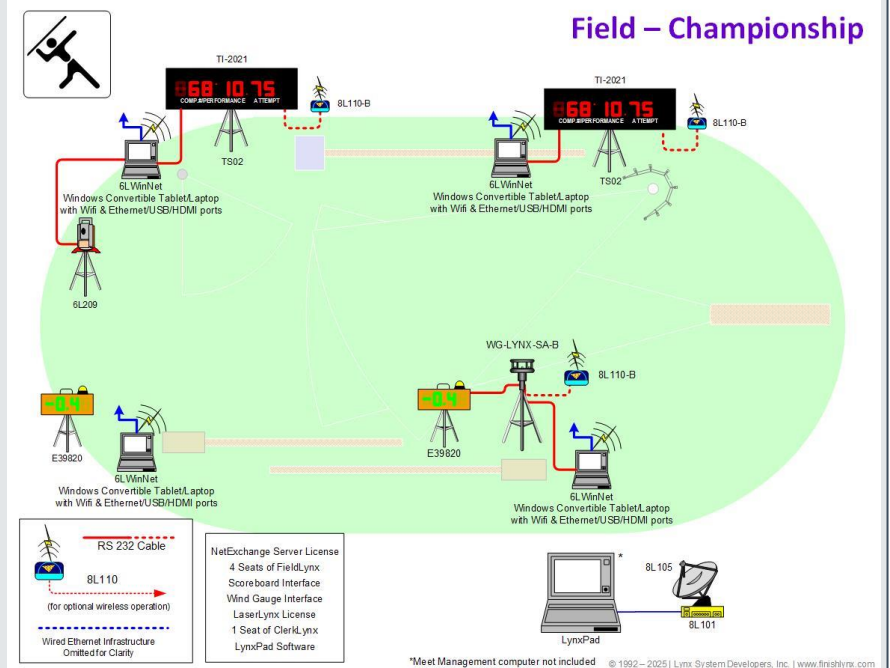 Field – Championship
TI-2021
68 10.75
COMP.#PERFORMANCE ATTEMPT
8L110-B
TS02
6LWinNet
Windows Convertible Tablet/Laptop
with Wifi & Ethernet/USB/HDMI ports
6L209
TI-2021
68 10.75
COMP.#PERFORMANCE ATTEMPT
8L110-B
TS02
6LWinNet
Windows Convertible Tablet/Laptop
with Wifi & Ethernet/USB/HDMI ports
WG-LYNX-SA-B
8L110-B
-0.4
E39820
-0.4
E39820
6LWinNet
Windows Convertible Tablet/Laptop
with Wifi & Ethernet/USB/HDMI ports
6LWinNet
Windows Convertible Tablet/Laptop
with Wifi & Ethernet/USB/HDMI ports
RS 232 Cable
8L110
(for optional wireless operation)
Wired Ethernet Infrastructure
Omitted for Clarity
NetExchange Server License
4 Seats of FieldLynx
Scoreboard Interface
Wind Gauge Interface
LaserLynx License
1 Seat of ClerkLynx
LynxPad Software
*
8L105
8L101
LynxPad
*Meet Management computer not included
© 1992 – 2025 | Lynx System Developers, Inc. | www.finishlynx.com